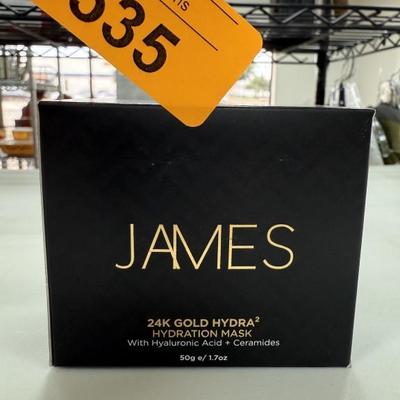 535
JAMES
24K GOLD HYDRA²
HYDRATION MASK
With Hyaluronic Acid + Ceramides
50g e/ 1.7oz